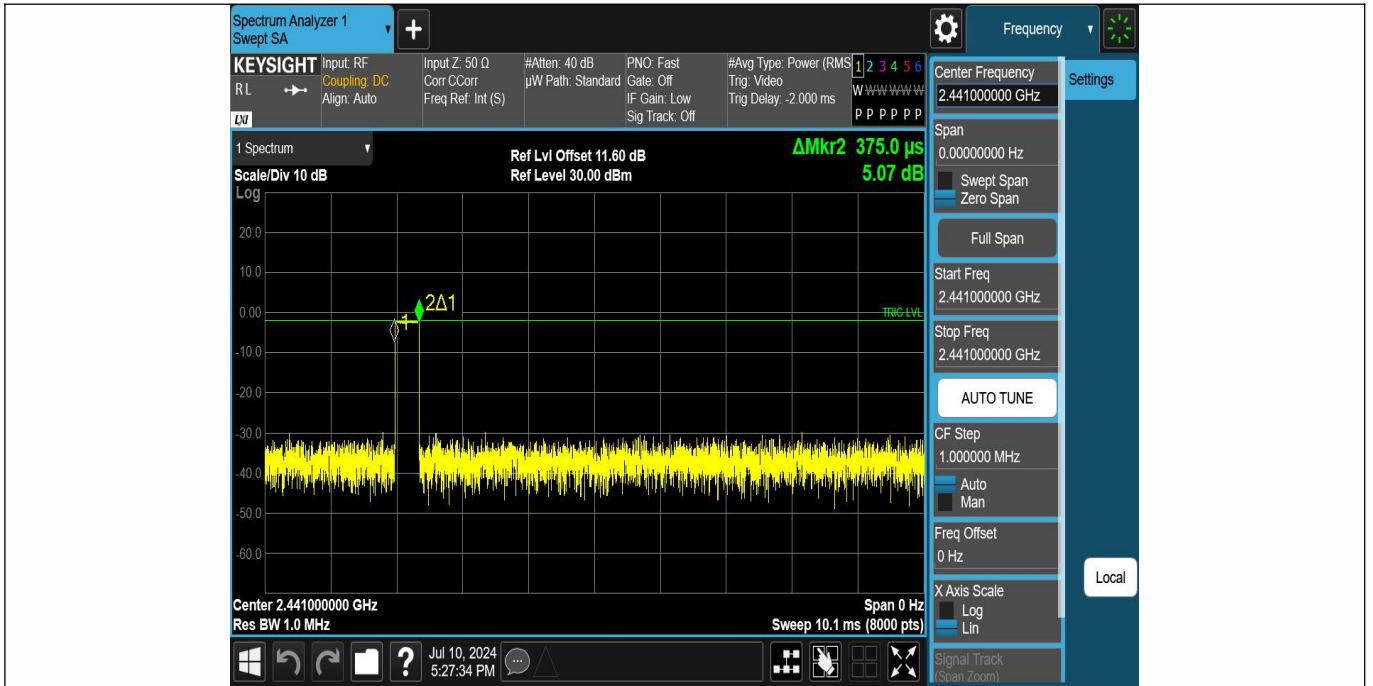 Spectrum Analyzer 1
Swept SA
+
Frequency
KEYSIGHT
RL
LXI
Input: RF
Coupling: DC
Align: Auto
Input Z: 50 Ω
Corr CCorr
Freq Ref: Int (S)
#Atten: 40 dB
µW Path: Standard
PNO: Fast
Gate: Off
IF Gain: Low
Sig Track: Off
#Avg Type: Power (RMS
Trig: Video
Trig Delay: -2.000 ms
1 2 3 4 5 6
W W W W W W
P P P P P P
Center Frequency
2.441000000 GHz
Settings
1 Spectrum
Scale/Div 10 dB
Ref Lvl Offset 11.60 dB
Ref Level 30.00 dBm
ΔMkr2 375.0 µs
5.07 dB
Span
0.00000000 Hz
Swept Span
Zero Span
Full Span
Start Freq
2.441000000 GHz
Stop Freq
2.441000000 GHz
AUTO TUNE
CF Step
1.000000 MHz
Auto
Man
Freq Offset
0 Hz
X Axis Scale
Log
Lin
Signal Track
(Span Zoom)
Local
Log
20.0
10.0
0.00
-10.0
-20.0
-30.0
-40.0
-50.0
-60.0
2Δ1
1
TRIG LVL
Center 2.441000000 GHz
Res BW 1.0 MHz
Span 0 Hz
Sweep 10.1 ms (8000 pts)
?
Jul 10, 2024
5:27:34 PM